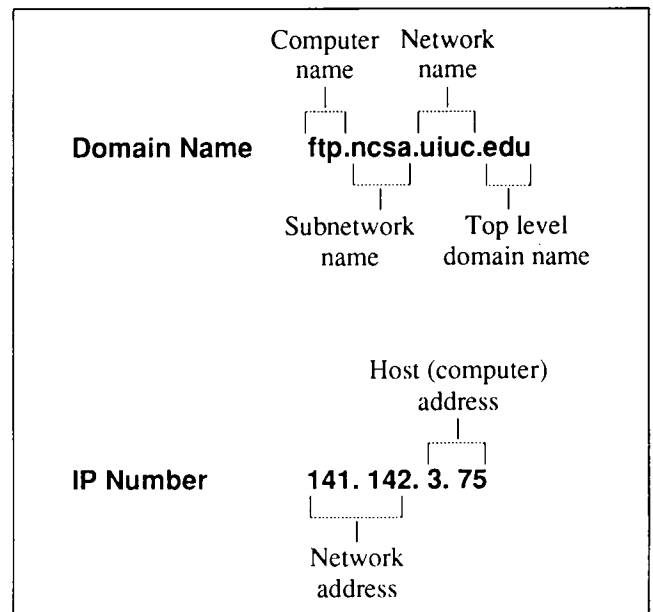 Computer Network
name name
Domain Name ftp.ncsa.uiuc.edu
Subnetwork Top level
name domain name
Host (computer)
address
IP Number 141. 142. 3. 75
Network
address